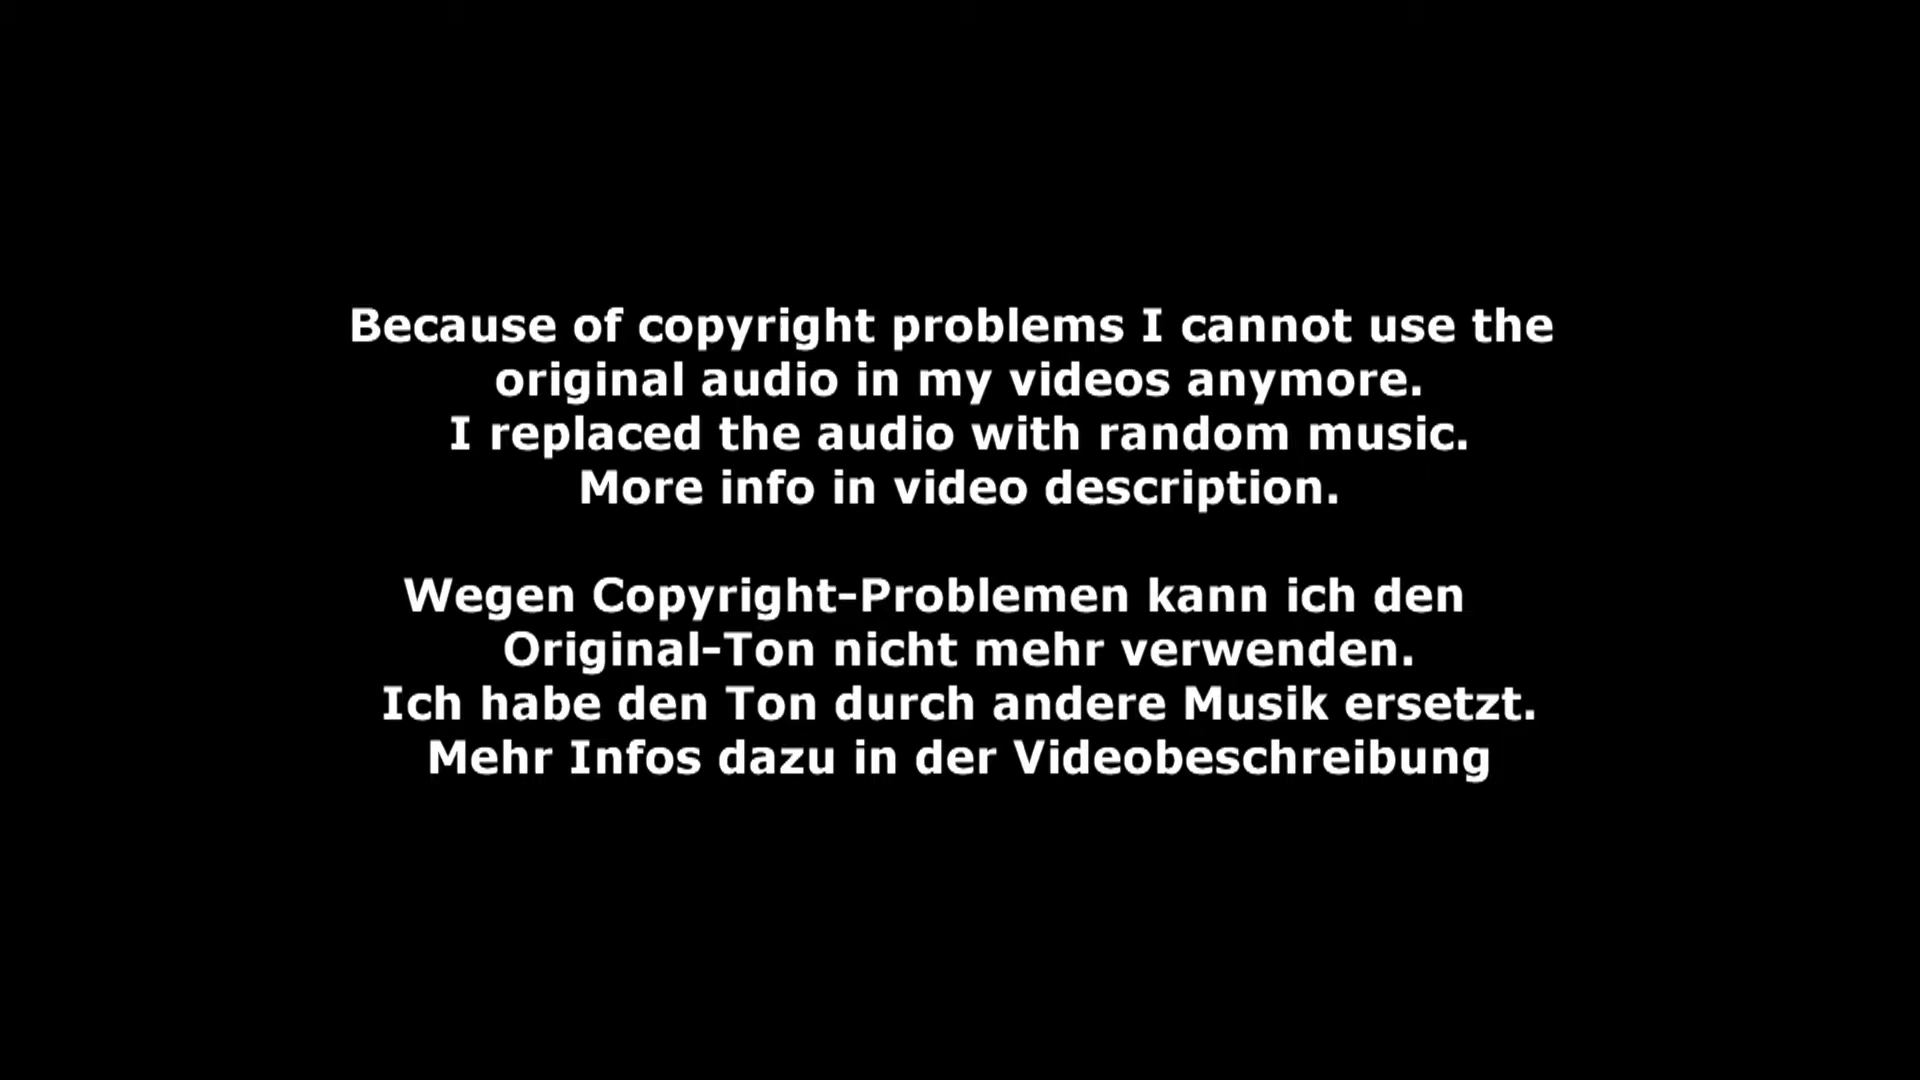 Because of copyright problems I cannot use the
original audio in my videos anymore.
I replaced the audio with random music.
More info in video description.
Wegen Copyright-Problemen kann ich den
Original-Ton nicht mehr verwenden.
Ich habe den Ton durch andere Musik ersetzt.
Mehr Infos dazu in der Videobeschreibung